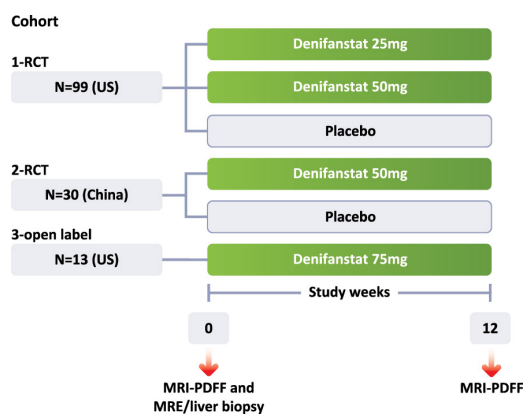 Cohort
1-RCT
N=99 (US)
Denifanstat 25mg
Denifanstat 50mg
Placebo
2-RCT
N=30 (China)
Denifanstat 50mg
Placebo
3-open label
N=13 (US)
Denifanstat 75mg
Study weeks
0
12
MRI-PDFF and
MRE/liver biopsy
MRI-PDFF